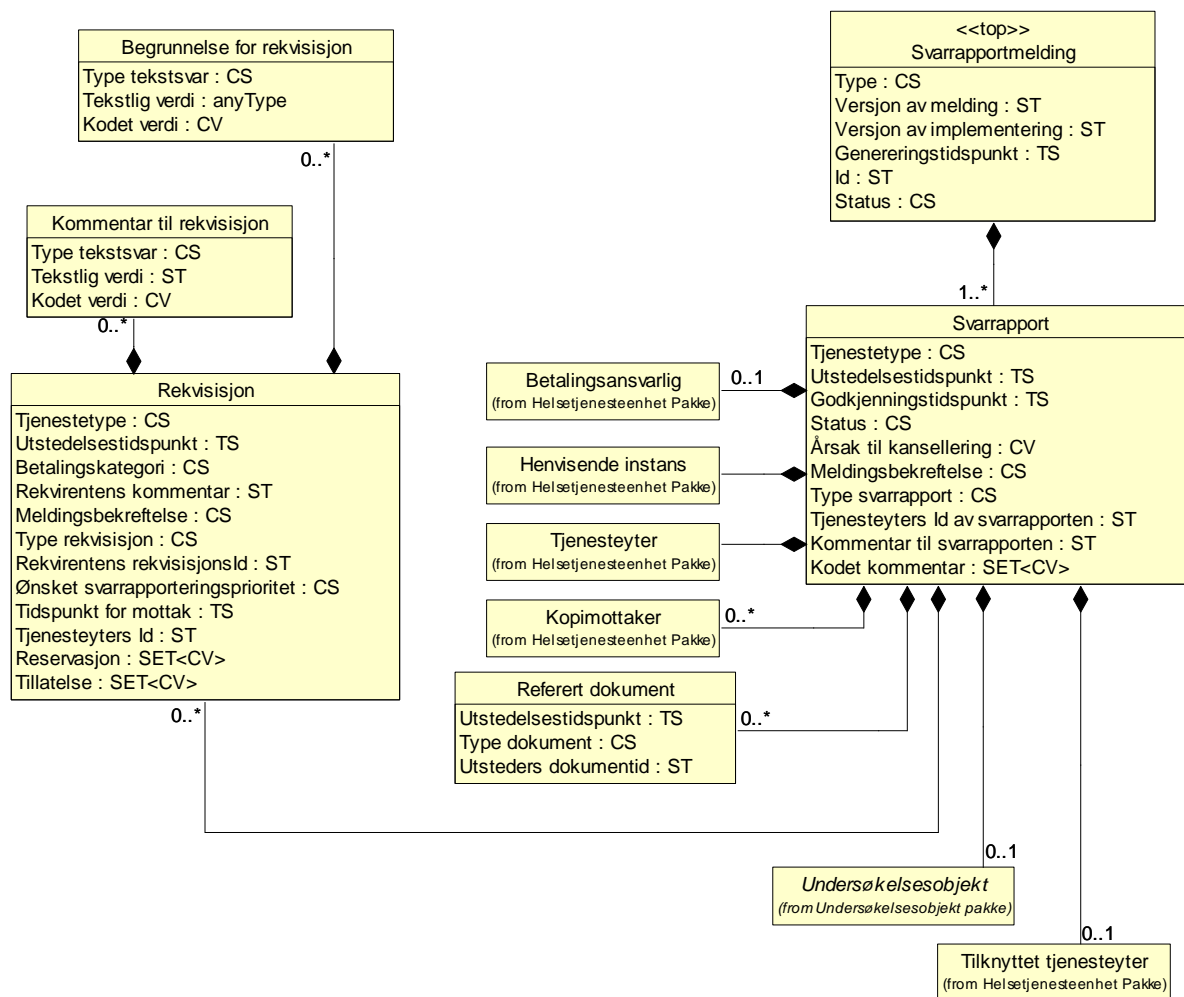 Begrunnelse for rekvisisjon
Type tekstsvar : CS
Tekstlig verdi : anyType
Kodet verdi : CV
0..*
Kommentar til rekvisisjon
Type tekstsvar : CS
Tekstlig verdi : ST
Kodet verdi : CV
0..*
Rekvisisjon
Tjenestetype : CS
Utstedelsestidspunkt : TS
Betalingskategori : CS
Rekvirentens kommentar : ST
Meldingsbekreftelse : CS
Type rekvisisjon : CS
Rekvirentens rekvisisjonsId : ST
Ønsket svarrapporteringsprioritet : CS
Tidspunkt for mottak : TS
Tjenesteyters Id : ST
Reservasjon : SET<CV>
Tillatelse : SET<CV>
0..*
<<top>>
Svarrapportmelding
Type : CS
Versjon av melding : ST
Versjon av implementering : ST
Genereringstidspunkt : TS
Id : ST
Status : CS
1..*
Svarrapport
Tjenestetype : CS
Utstedelsestidspunkt : TS
Godkjenningstidspunkt : TS
Status : CS
Årsak til kansellering : CV
Meldingsbekreftelse : CS
Type svarrapport : CS
Tjenesteyters Id av svarrapporten : ST
Kommentar til svarrapporten : ST
Kodet kommentar : SET<CV>
Betalingsansvarlig
(from Helsetjenesteenhet Pakke)
0..1
Henvisende instans
(from Helsetjenesteenhet Pakke)
Tjenesteyter
(from Helsetjenesteenhet Pakke)
Kopimottaker
(from Helsetjenesteenhet Pakke)
0..*
Referert dokument
Utstedelsestidspunkt : TS
Type dokument : CS
Utsteders dokumentid : ST
0..*
0..1
Undersøkelsesobjekt
(from Undersøkelsesobjekt pakke)
0..1
Tilknyttet tjenesteyter
(from Helsetjenesteenhet Pakke)